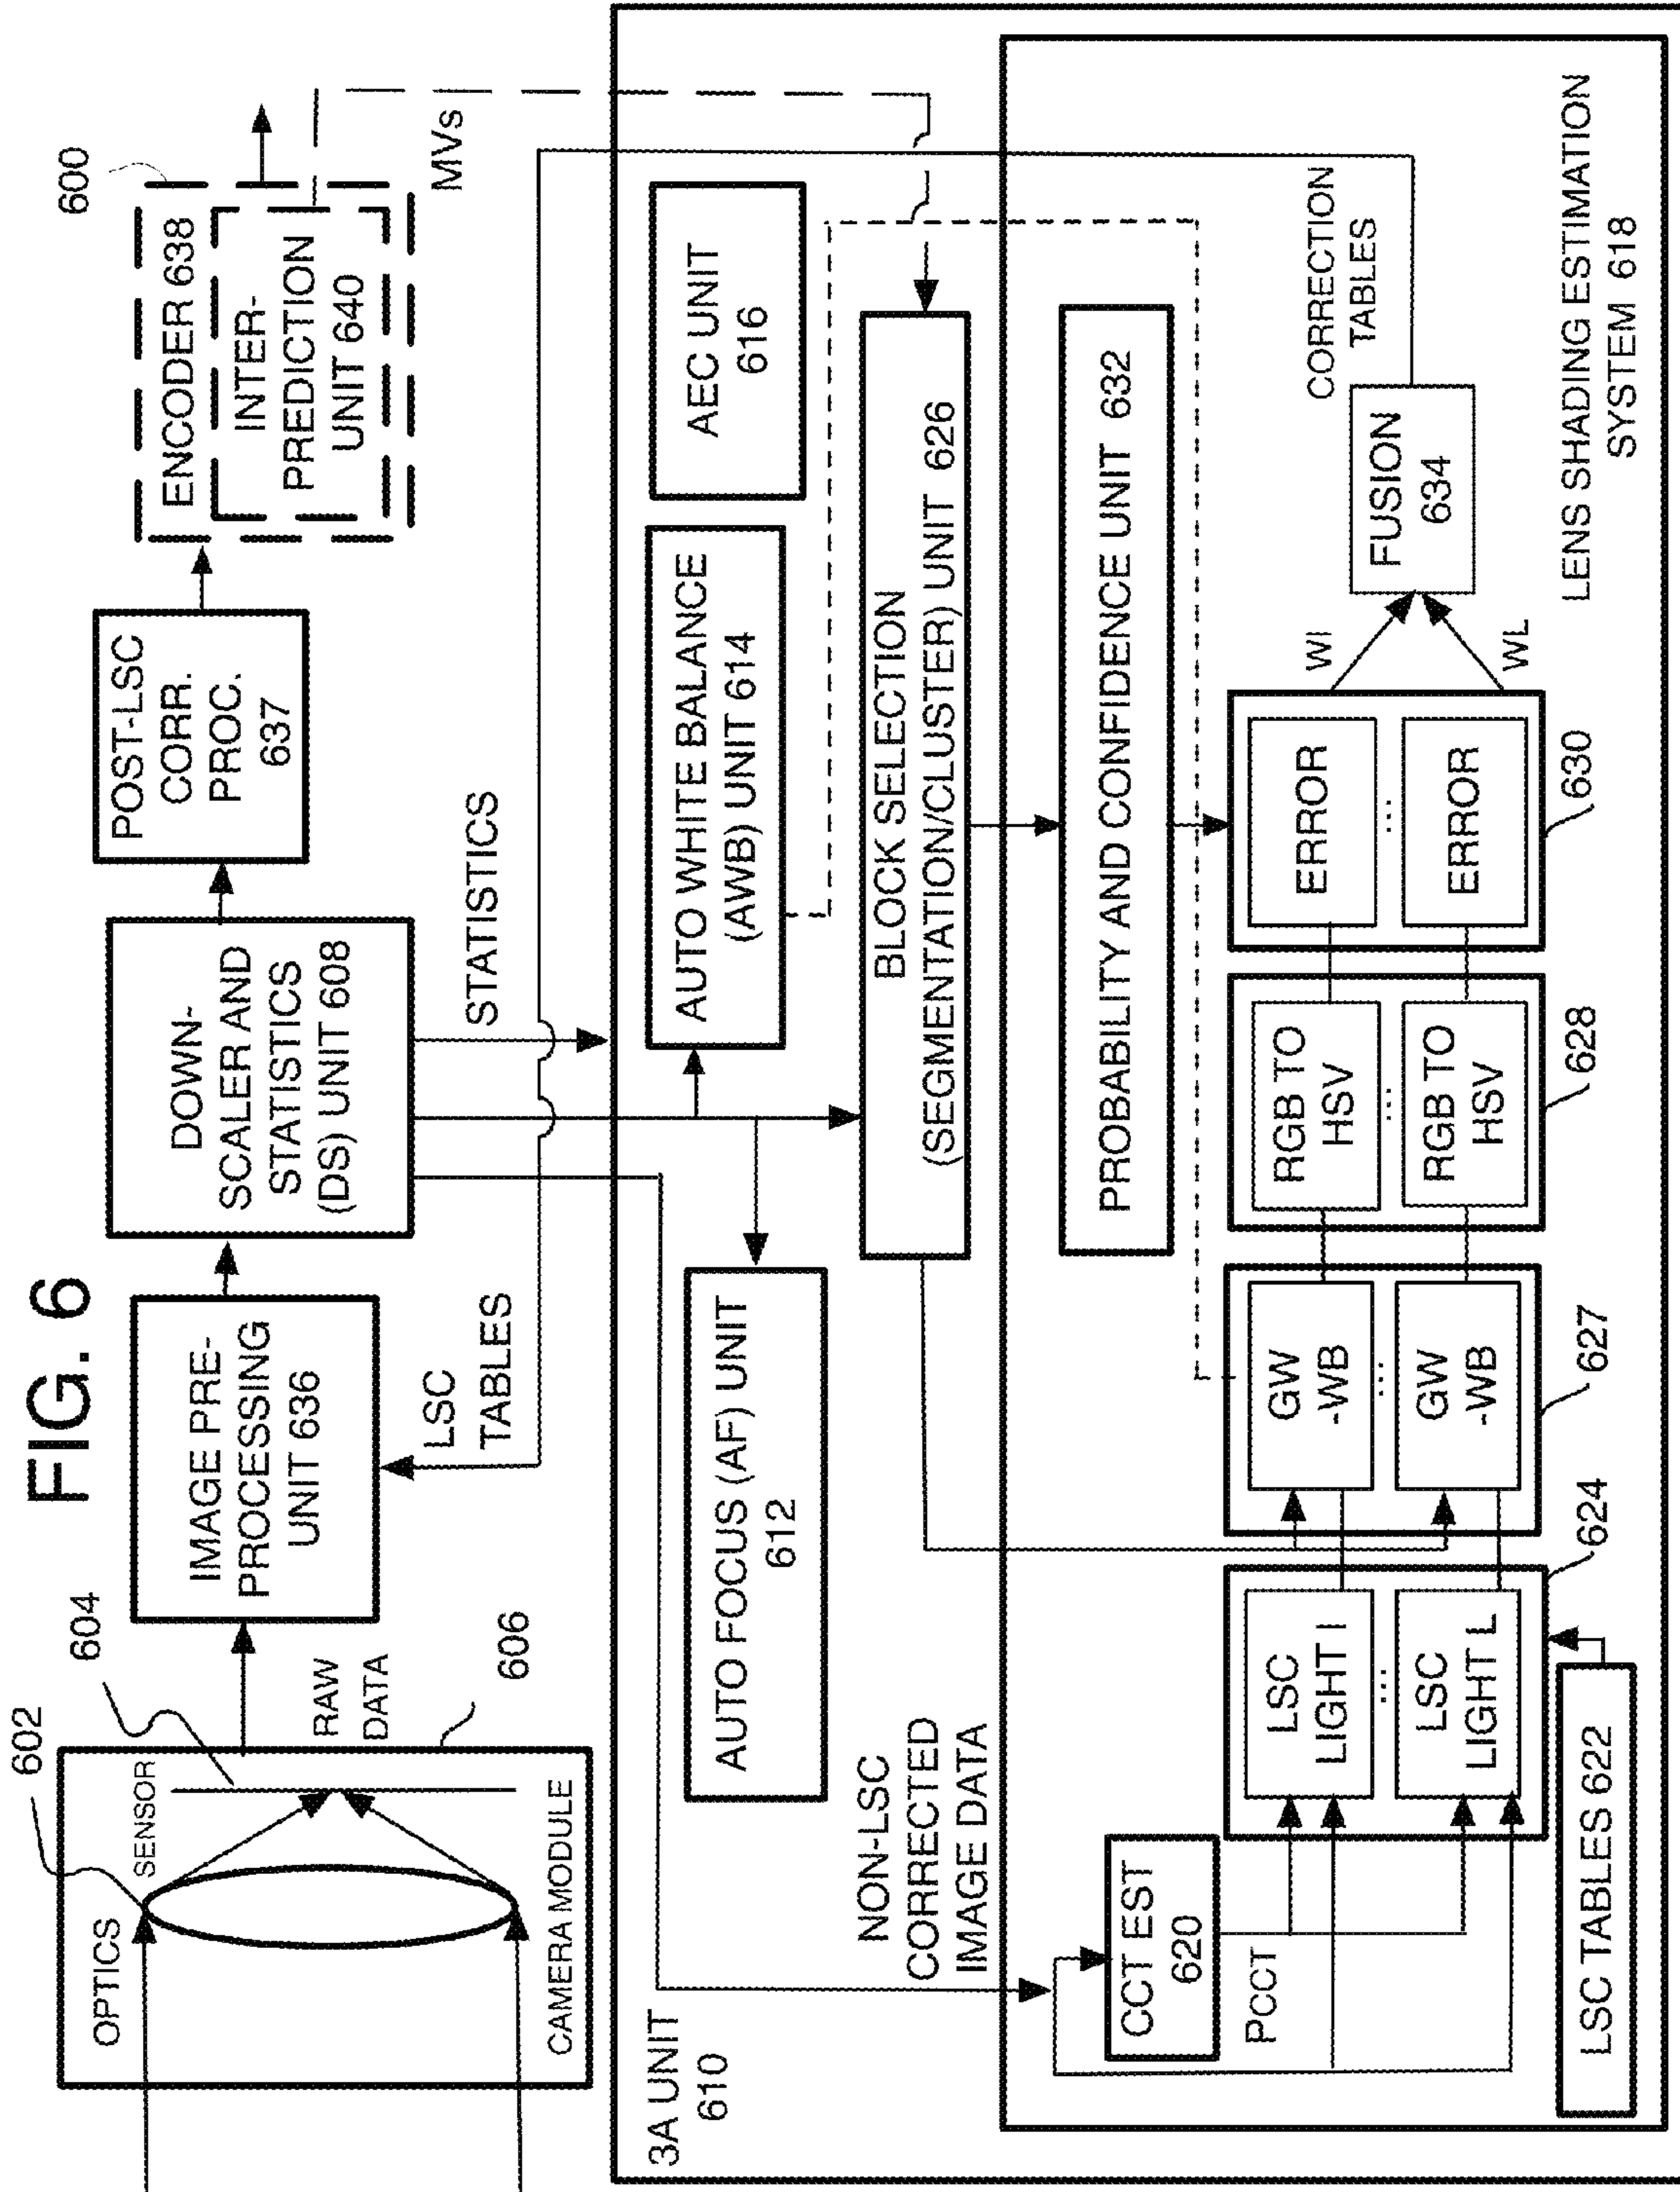 FIG. 6
600
602
604
606
OPTICS
SENSOR
CAMERA MODULE
RAW
DATA
IMAGE PRE-
PROCESSING
UNIT 636
LSC
TABLES
DOWN-
SCALER AND
STATISTICS
(DS) UNIT 608
STATISTICS
POST-LSC
CORR.
PROC.
637
ENCODER 638
INTER-
PREDICTION
UNIT 640
MVs
3A UNIT
610
AUTO FOCUS (AF) UNIT
612
AUTO WHITE BALANCE
(AWB) UNIT 614
AEC UNIT
616
BLOCK SELECTION
(SEGMENTATION/CLUSTER) UNIT 626
NON-LSC
CORRECTED
IMAGE DATA
PROBABILITY AND CONFIDENCE UNIT 632
CCT EST
620
PCCT
LSC
LIGHT I
...
LSC
LIGHT L
624
LSC TABLES 622
GW
-WB
...
GW
-WB
627
RGB TO
HSV
...
RGB TO
HSV
628
ERROR
...
ERROR
630
WI
WL
FUSION
634
CORRECTION
TABLES
LENS SHADING ESTIMATION
SYSTEM 618